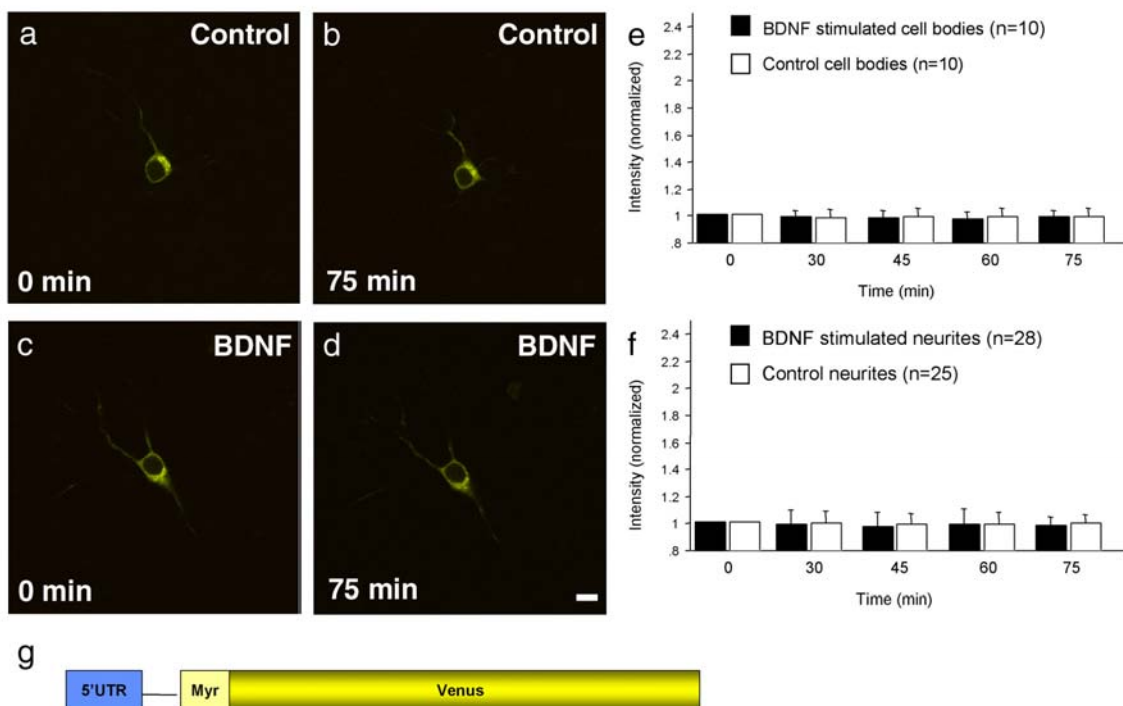 a Control
0 min
b Control
75 min
c BDNF
0 min
d BDNF
75 min
e
BDNF stimulated cell bodies (n=10)
Control cell bodies (n=10)
Intensity (normalized)
2.4
2.2
2
1.8
1.6
1.4
1.2
1
.8
0 30 45 60 75
Time (min)
f
BDNF stimulated neurites (n=28)
Control neurites (n=25)
Intensity (normalized)
2.4
2.2
2
1.8
1.6
1.4
1.2
1
.8
0 30 45 60 75
Time (min)
g
5'UTR Myr Venus